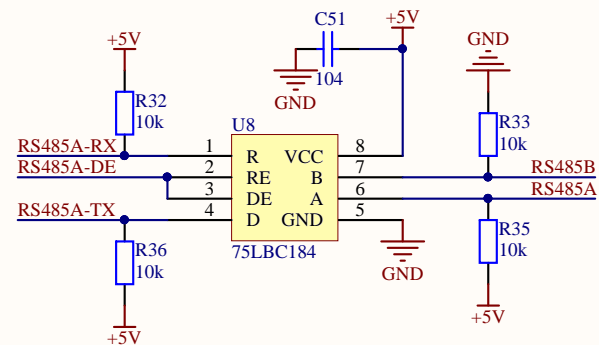 C51
+5V
+5V
GND
104
GND
R32
10k
R33
10k
U8
RS485A-RX
1
R
VCC
8
RS485A-DE
2
RE
B
7
RS485B
3
DE
A
6
RS485A
RS485A-TX
4
D
GND
5
75LBC184
R36
10k
GND
R35
10k
+5V
+5V